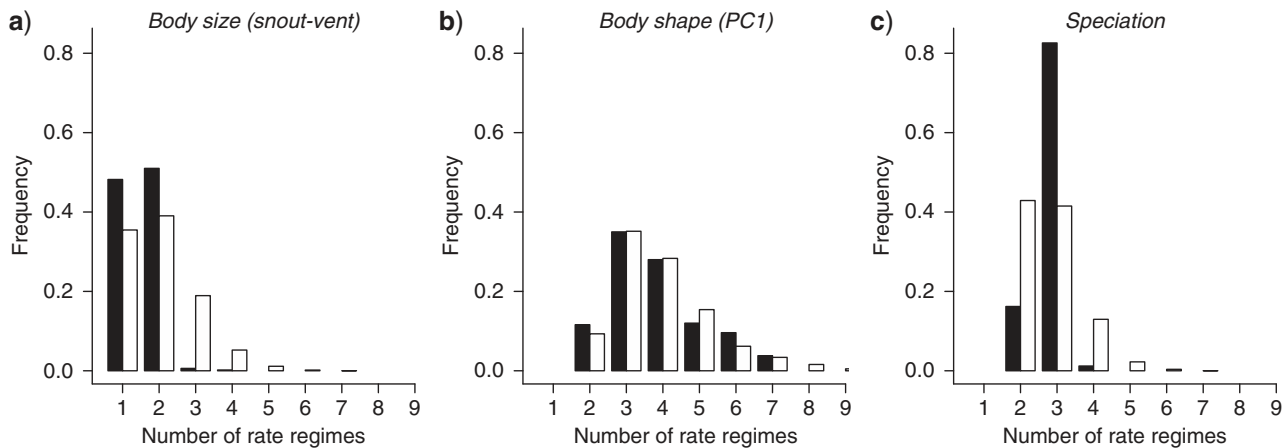 a) Body size (snout-vent)
Frequency
0.8
0.6
0.4
0.2
0.0
1 2 3 4 5 6 7 8 9
Number of rate regimes
b) Body shape (PC1)
Frequency
0.8
0.6
0.4
0.2
0.0
1 2 3 4 5 6 7 8 9
Number of rate regimes
c) Speciation
Frequency
0.8
0.6
0.4
0.2
0.0
1 2 3 4 5 6 7 8 9
Number of rate regimes